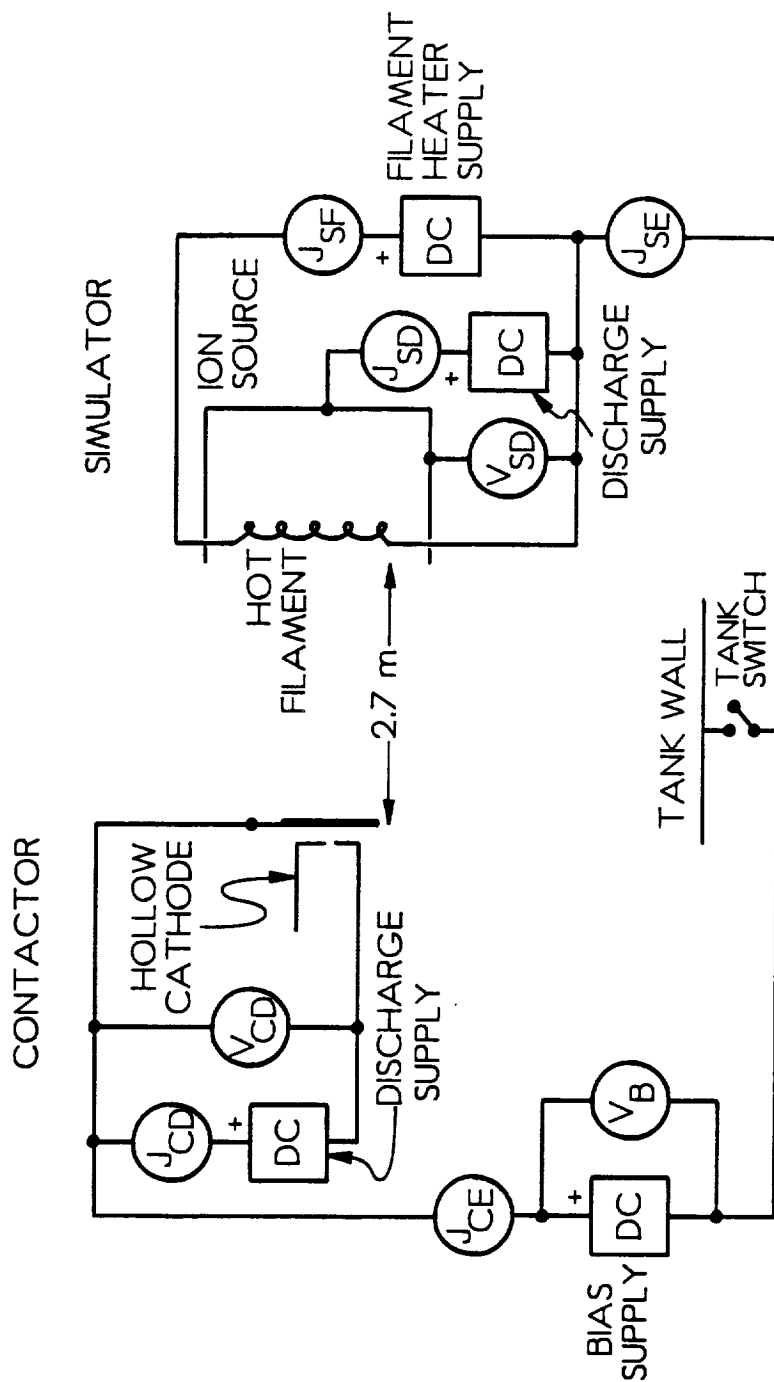 CONTACTOR
SIMULATOR
HOLLOW
CATHODE
ION
SOURCE
HOT
FILAMENT
2.7 m
J_CD
+
DC
V_CD
DISCHARGE
SUPPLY
J_SF
+
DC
FILAMENT
HEATER
SUPPLY
J_SD
+
DC
V_SD
DISCHARGE
SUPPLY
J_CE
+
DC
V_B
BIAS
SUPPLY
TANK WALL
TANK
SWITCH
J_SE